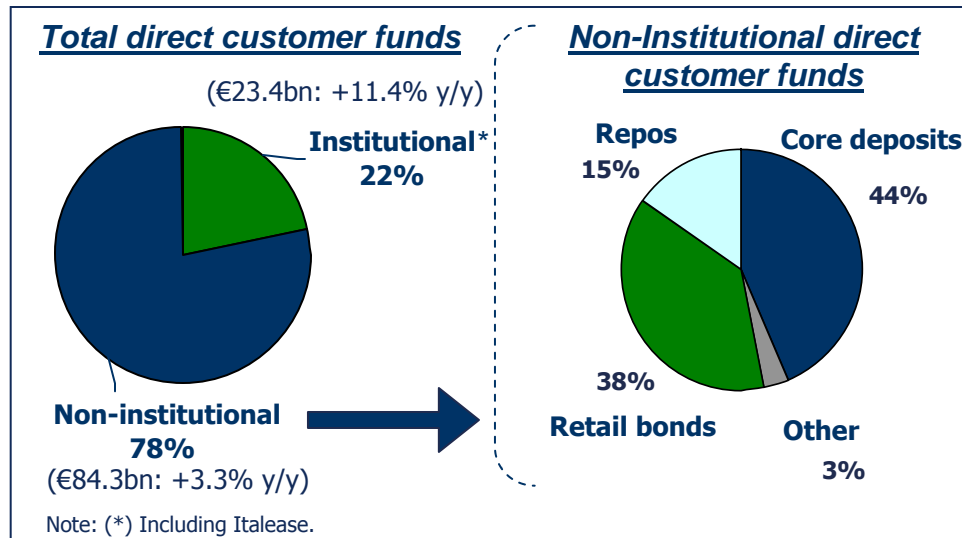 Total direct customer funds
(€23.4bn: +11.4% y/y)
Institutional*
22%
Non-institutional
78%
(€84.3bn: +3.3% y/y)
Note: (*) Including Italease.
Non-Institutional direct
customer funds
Repos
15%
Core deposits
44%
38%
Retail bonds
Other
3%